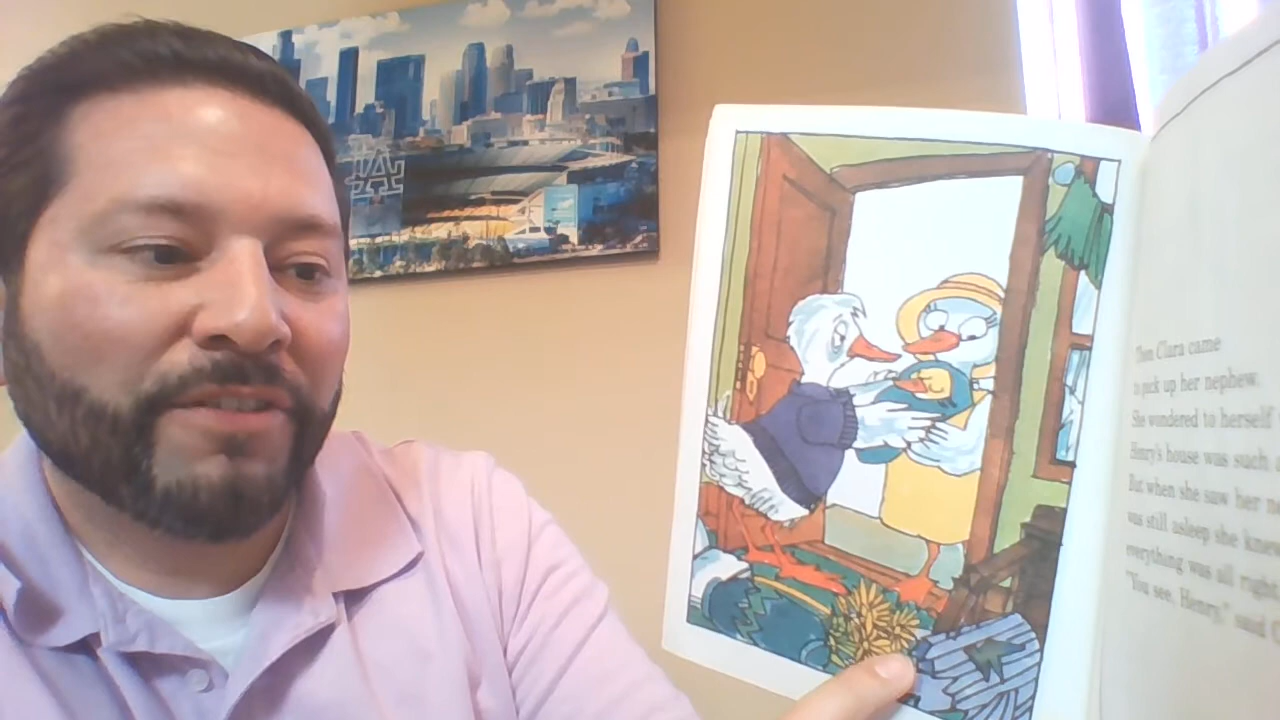 LA
Then Clara came
to pick up her nephew.
She wondered to herself
Henry's house was such
But when she saw her
was still asleep she knew
everything was all right
"You see, Henry," said